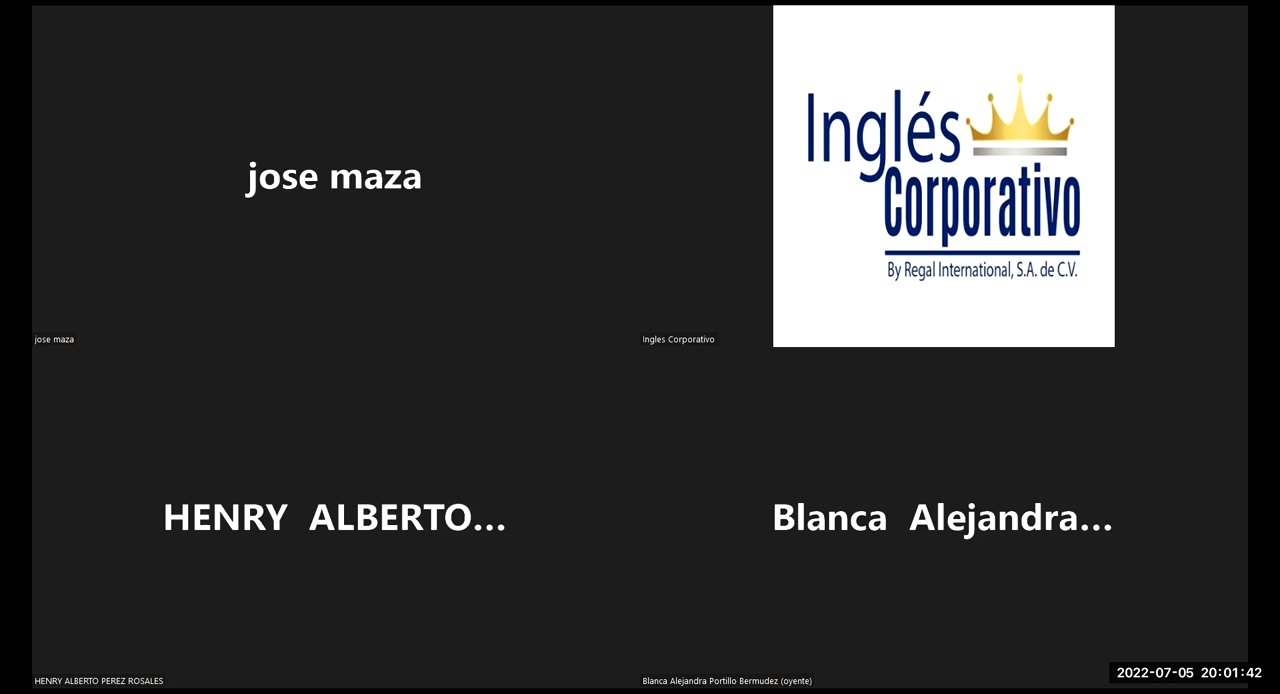 jose maza
jose maza
Inglés
Corporativo
By Regal International, S.A. de C.V.
Ingles Corporativo
HENRY ALBERTO...
HENRY ALBERTO PEREZ ROSALES
Blanca Alejandra...
Blanca Alejandra Portillo Bermudez (oyente)
2022-07-05 20:01:42